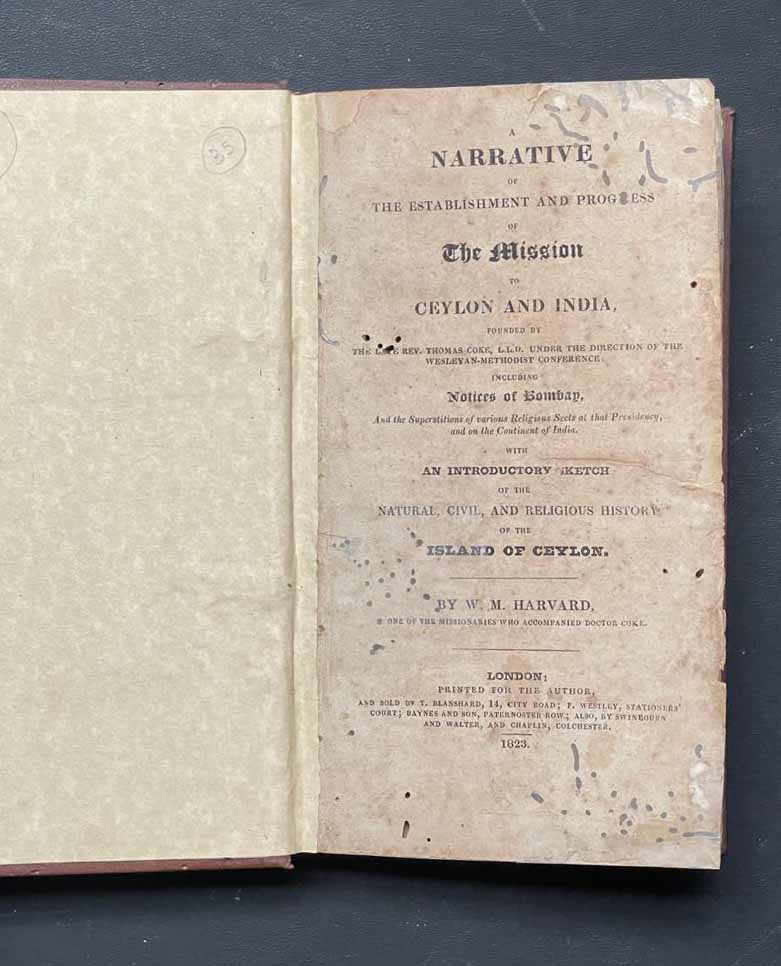 35
A
NARRATIVE
OF
THE ESTABLISHMENT AND PROGRESS
OF
The Mission
TO
CEYLON AND INDIA,
FOUNDED BY
THE LATE REV. THOMAS COKE, L.L.D. UNDER THE DIRECTION OF THE
WESLEYAN-METHODIST CONFERENCE:
INCLUDING
Notices of Bombay,
And the Superstitions of various Religious Sects at that Presidency,
and on the Continent of India.
WITH
AN INTRODUCTORY SKETCH
OF THE
NATURAL, CIVIL, AND RELIGIOUS HISTORY
OF THE
ISLAND OF CEYLON.
BY W. M. HARVARD,
ONE OF THE MISSIONARIES WHO ACCOMPANIED DOCTOR COKE.
LONDON:
PRINTED FOR THE AUTHOR,
AND SOLD BY T. BLANSHARD, 14, CITY ROAD; F. WESTLEY, STATIONERS'
COURT; BAYNES AND SON, PATERNOSTER ROW; ALSO, BY SWINBOURN
AND WALTER, AND CHAPLIN, COLCHESTER.
1823.